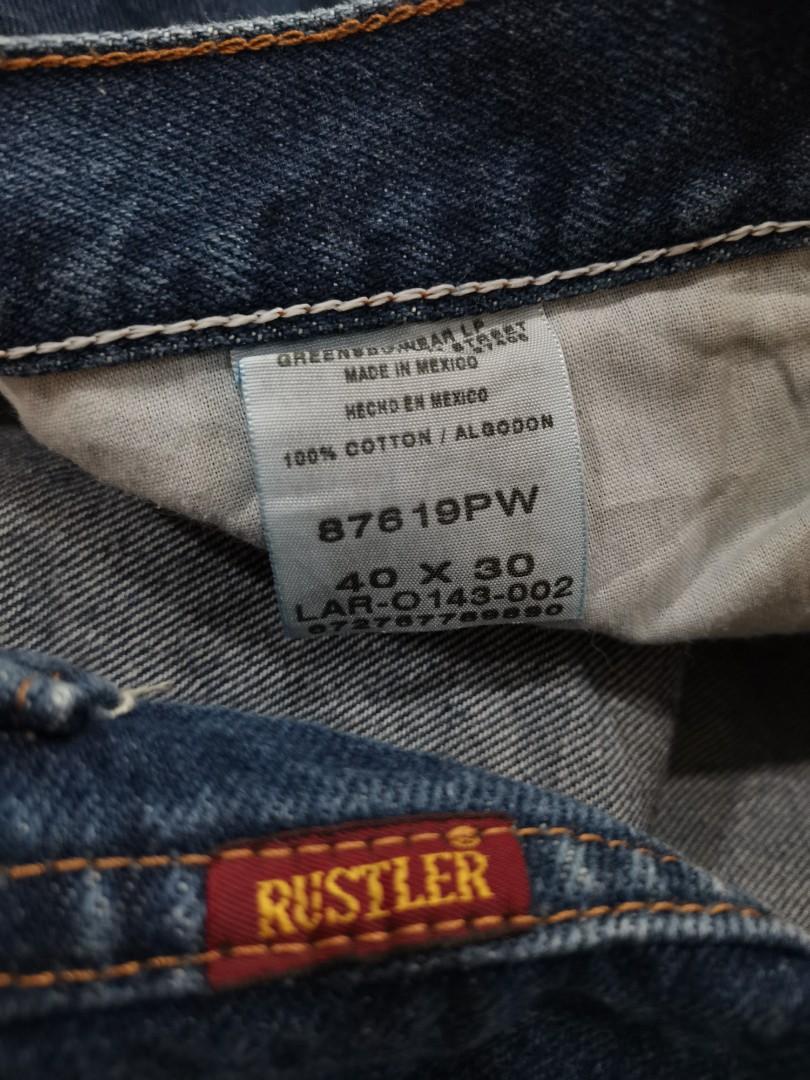 MADE IN MEXICO
HECHO EN MEXICO
100% COTTON / ALGODON
87619PW
40 X 30
LAR-O143-002
RUSTLER
®